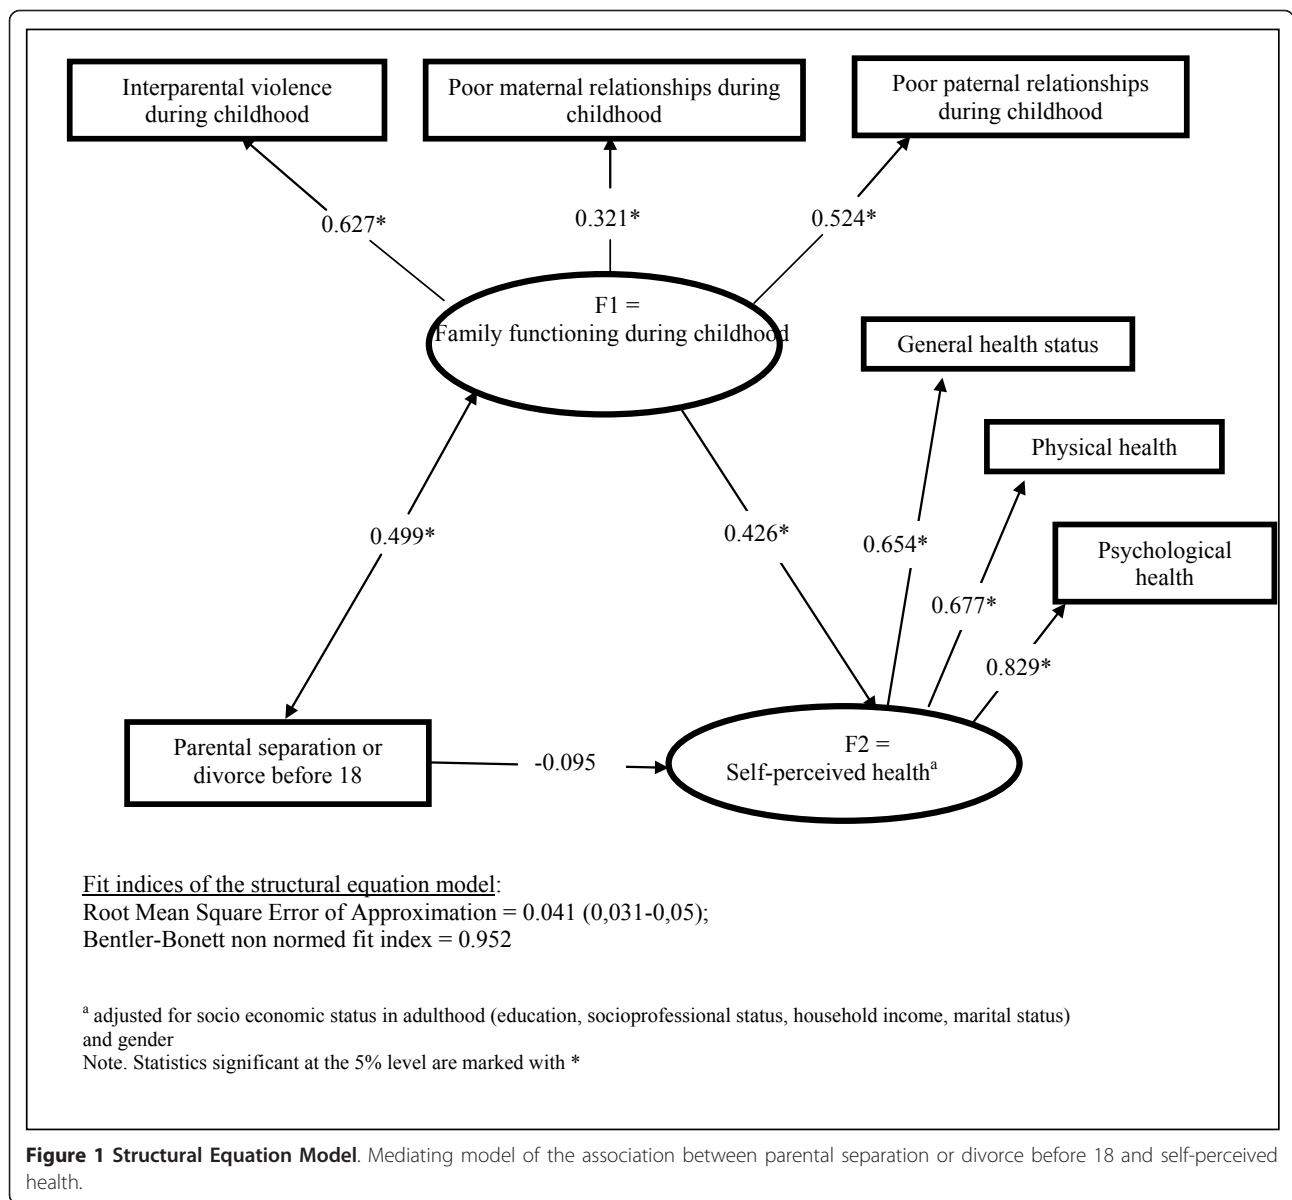 Interparental violence
during childhood
Poor maternal relationships during
childhood
Poor paternal relationships
during childhood
0.627*
0.321*
0.524*
F1 =
Family functioning during childhood
General health status
Physical health
Psychological
health
0.499*
0.426*
0.654*
0.677*
0.829*
Parental separation or
divorce before 18
-0.095
F2 =
Self-perceived healthᵃ
Fit indices of the structural equation model:
Root Mean Square Error of Approximation = 0.041 (0,031-0,05);
Bentler-Bonett non normed fit index = 0.952
ᵃ adjusted for socio economic status in adulthood (education, socioprofessional status, household income, marital status)
and gender
Note. Statistics significant at the 5% level are marked with *
Figure 1 Structural Equation Model. Mediating model of the association between parental separation or divorce before 18 and self-perceived
health.